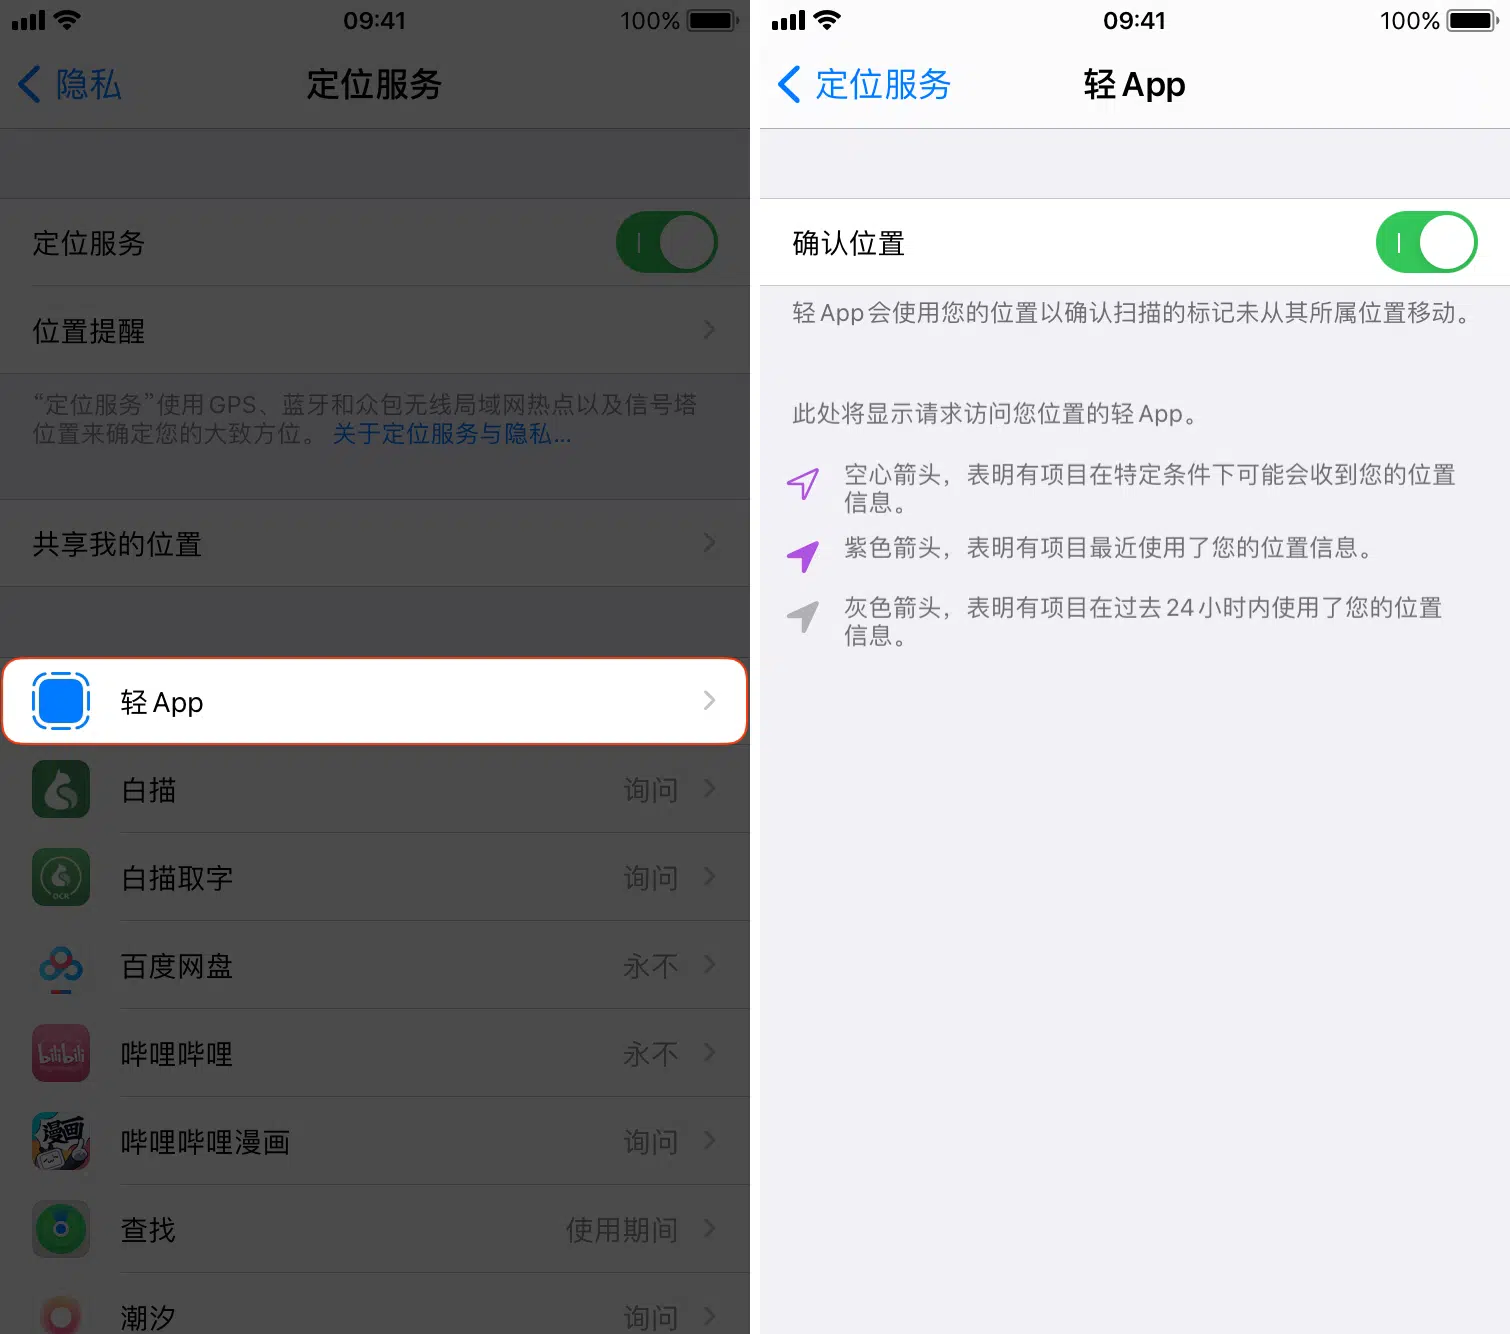 09:41
100%
隐私
定位服务
定位服务
位置提醒
“定位服务”使用 GPS、蓝牙和众包无线局域网热点以及信号塔
位置来确定您的大致方位。 关于定位服务与隐私...
共享我的位置
轻 App
白描
询问
OCR
白描取字
询问
百度网盘
永不
bilibili
哔哩哔哩
永不
漫画
哔哩哔哩漫画
询问
查找
使用期间
潮汐
询问
09:41
100%
定位服务
轻 App
确认位置
轻 App 会使用您的位置以确认扫描的标记未从其所属位置移动。
此处将显示请求访问您位置的轻 App。
空心箭头，表明有项目在特定条件下可能会收到您的位置
信息。
紫色箭头，表明有项目最近使用了您的位置信息。
灰色箭头，表明有项目在过去 24 小时内使用了您的位置
信息。